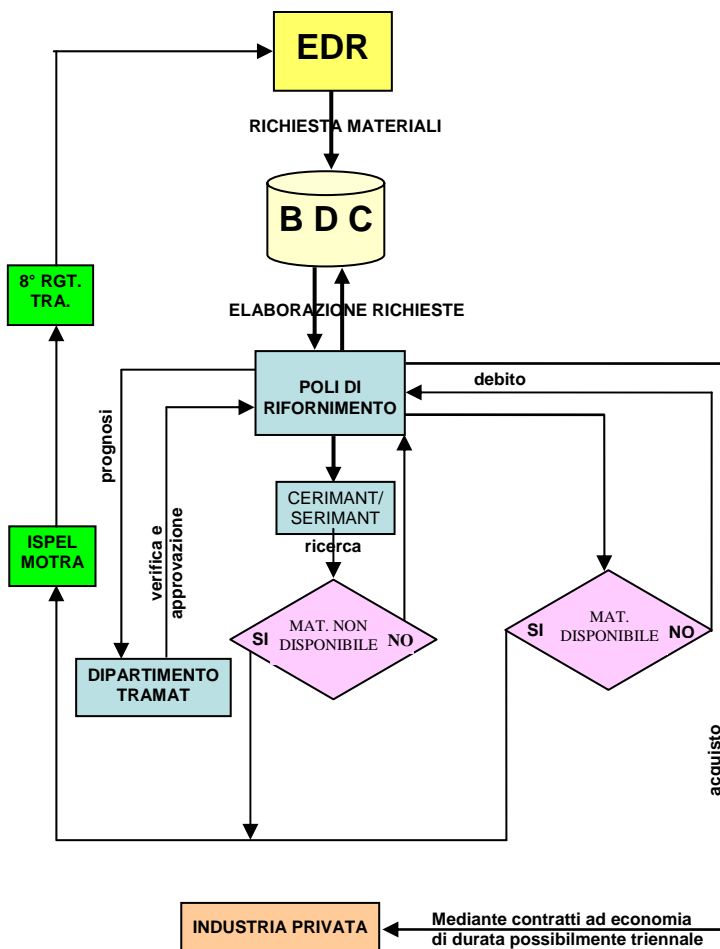 EDR
RICHIESTA MATERIALI
B D C
8° RGT.
TRA.
ELABORAZIONE RICHIESTE
POLI DI
RIFORNIMENTO
debito
prognosi
verifica e
approvazione
CERIMANT/
SERIMANT
ricerca
ISPEL
MOTRA
SI
MAT. NON
DISPONIBILE
NO
SI
MAT.
DISPONIBILE
NO
DIPARTIMENTO
TRAMAT
acquisto
INDUSTRIA PRIVATA
Mediante contratti ad economia
di durata possibilmente triennale